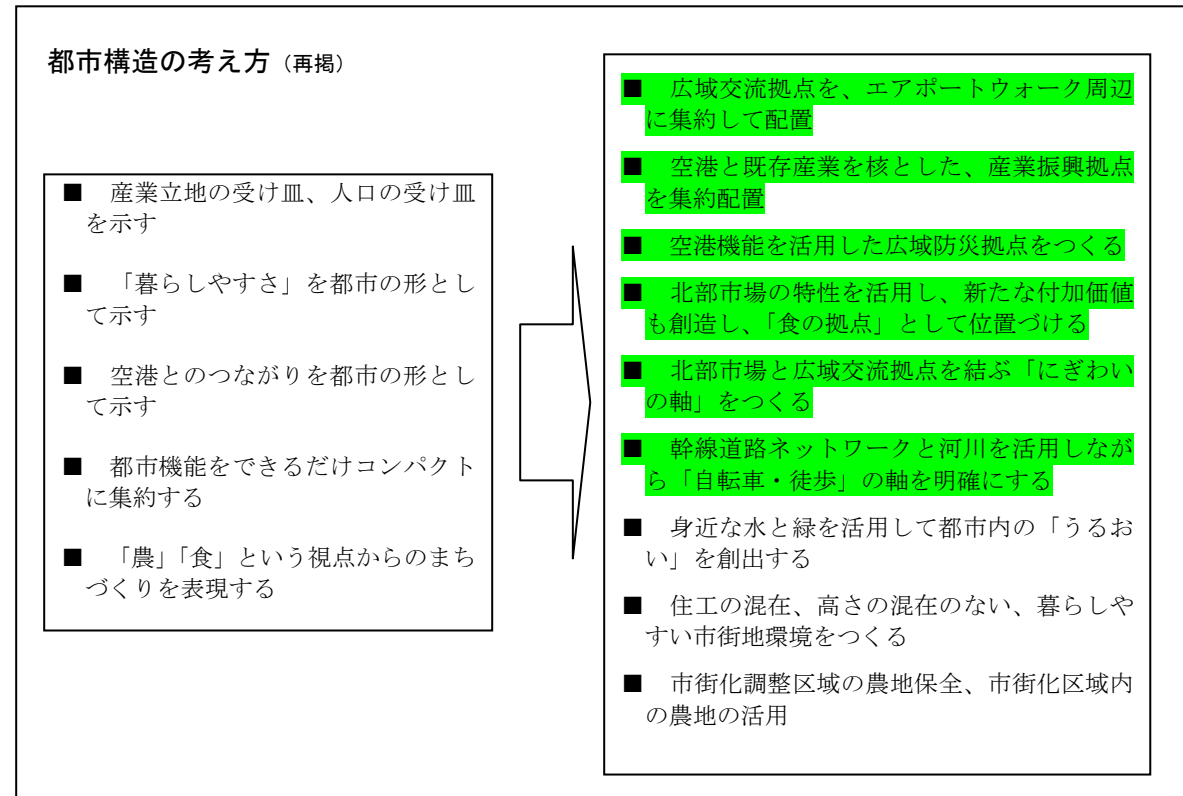 都市構造の考え方（再掲）
■　産業立地の受け皿、人口の受け皿
を示す
■　「暮らしやすさ」を都市の形とし
て示す
■　空港とのつながりを都市の形とし
て示す
■　都市機能をできるだけコンパクト
に集約する
■　「農」「食」という視点からのまち
づくりを表現する
■　広域交流拠点を、エアポートウォーク周辺
に集約して配置
■　空港と既存産業を核とした、産業振興拠点
を集約配置
■　空港機能を活用した広域防災拠点をつくる
■　北部市場の特性を活用し、新たな付加価値
も創造し、「食の拠点」として位置づける
■　北部市場と広域交流拠点を結ぶ「にぎわい
の軸」をつくる
■　幹線道路ネットワークと河川を活用しなが
ら「自転車・徒歩」の軸を明確にする
■　身近な水と緑を活用して都市内の「うるお
い」を創出する
■　住工の混在、高さの混在のない、暮らしや
すい市街地環境をつくる
■　市街化調整区域の農地保全、市街化区域内
の農地の活用